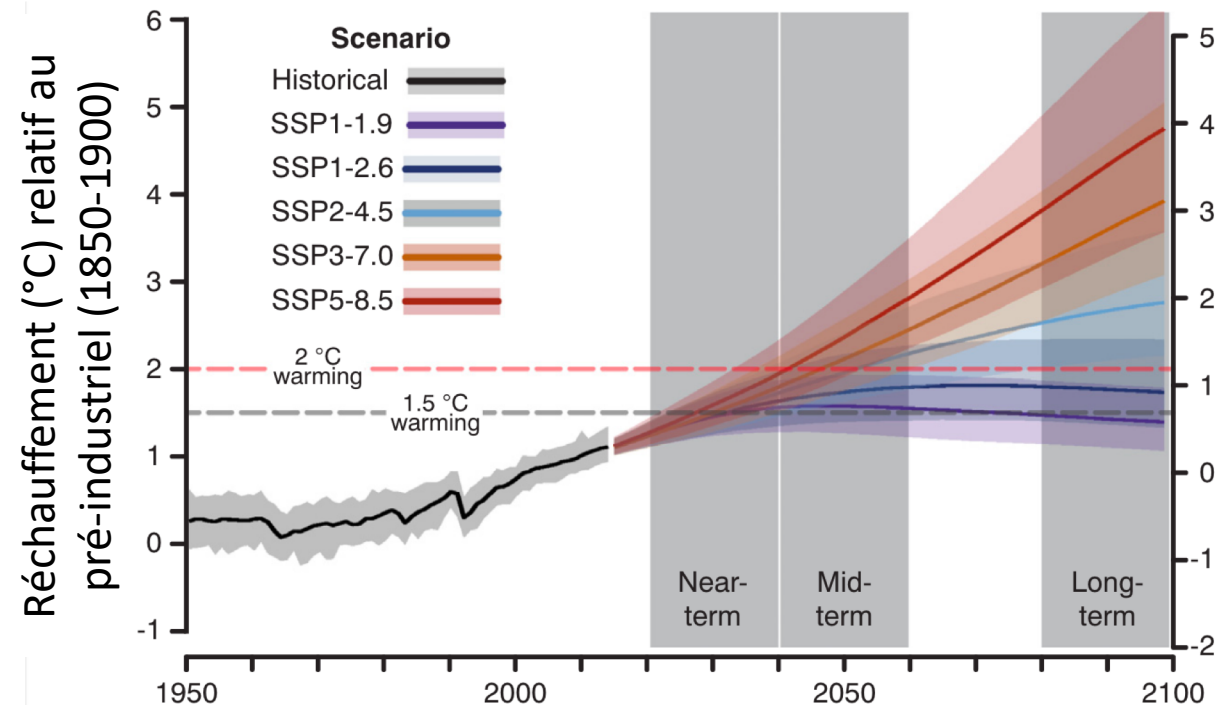 Réchauffement (°C) relatif au
pré-industriel (1850-1900)
6
5
4
3
2
1
0
-1
Scenario
Historical
SSP1-1.9
SSP1-2.6
SSP2-4.5
SSP3-7.0
SSP5-8.5
2 °C
warming
1.5 °C
warming
Near-
term
Mid-
term
Long-
term
5
4
3
2
1
0
-1
-2
1950
2000
2050
2100